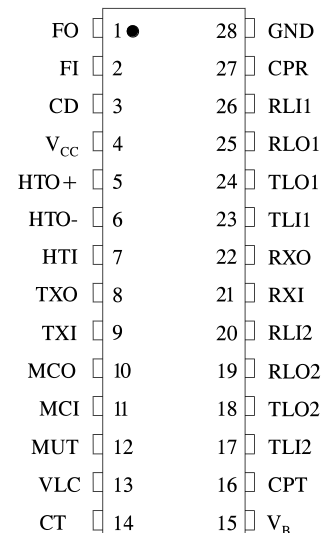 FO 1 28 GND
FI 2 27 CPR
CD 3 26 RLI1
VCC 4 25 RLO1
HTO+ 5 24 TLO1
HTO- 6 23 TLI1
HTI 7 22 RXO
TXO 8 21 RXI
TXI 9 20 RLI2
MCO 10 19 RLO2
MCI 11 18 TLO2
MUT 12 17 TLI2
VLC 13 16 CPT
CT 14 15 VB